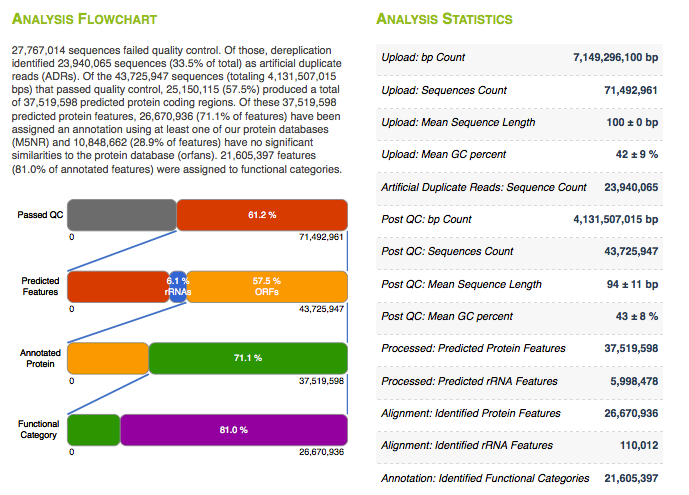 ANALYSIS FLOWCHART
27,767,014 sequences failed quality control. Of those, dereplication
identified 23,940,065 sequences (33.5% of total) as artificial duplicate
reads (ADRs). Of the 43,725,947 sequences (totaling 4,131,507,015
bps) that passed quality control, 25,150,115 (57.5%) produced a total
of 37,519,598 predicted protein coding regions. Of these 37,519,598
predicted protein features, 26,670,936 (71.1% of features) have been
assigned an annotation using at least one of our protein databases
(M5NR) and 10,848,662 (28.9% of features) have no significant
similarities to the protein database (orfans). 21,605,397 features
(81.0% of annotated features) were assigned to functional categories.
Passed QC
61.2 %
0
71,492,961
Predicted
Features
6.1 %
rRNAs
57.5 %
ORFs
0
43,725,947
Annotated
Protein
71.1 %
0
37,519,598
Functional
Category
81.0 %
0
26,670,936
ANALYSIS STATISTICS
Upload: bp Count 7,149,296,100 bp
Upload: Sequences Count 71,492,961
Upload: Mean Sequence Length 100 ± 0 bp
Upload: Mean GC percent 42 ± 9 %
Artificial Duplicate Reads: Sequence Count 23,940,065
Post QC: bp Count 4,131,507,015 bp
Post QC: Sequences Count 43,725,947
Post QC: Mean Sequence Length 94 ± 11 bp
Post QC: Mean GC percent 43 ± 8 %
Processed: Predicted Protein Features 37,519,598
Processed: Predicted rRNA Features 5,998,478
Alignment: Identified Protein Features 26,670,936
Alignment: Identified rRNA Features 110,012
Annotation: Identified Functional Categories 21,605,397